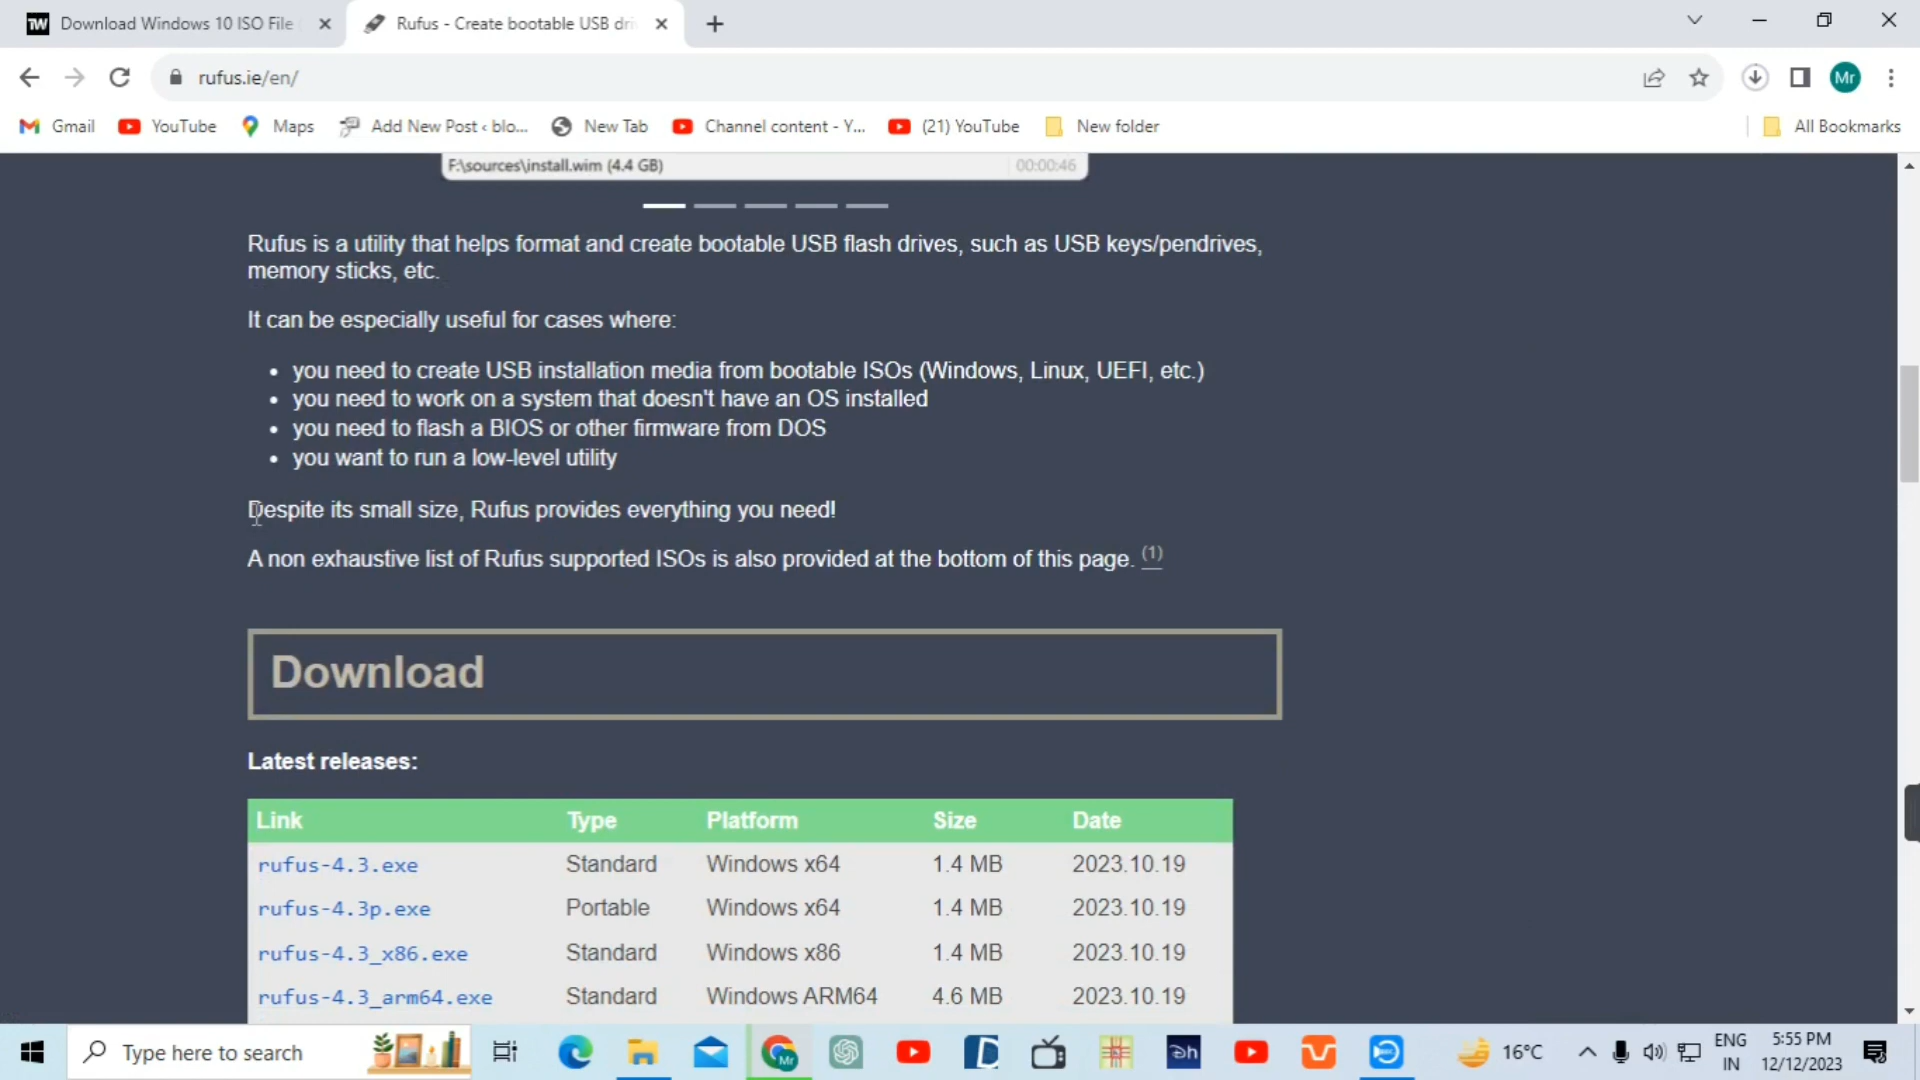 TW Download Windows 10 ISO File
Rufus - Create bootable USB dri
rufus.ie/en/
Mr
Gmail YouTube Maps Add New Post ‹ blo... New Tab Channel content - Y... (21) YouTube New folder All Bookmarks
F:\sources\install.wim (4.4 GB) 00:00:46
Rufus is a utility that helps format and create bootable USB flash drives, such as USB keys/pendrives,
memory sticks, etc.
It can be especially useful for cases where:
• you need to create USB installation media from bootable ISOs (Windows, Linux, UEFI, etc.)
• you need to work on a system that doesn't have an OS installed
• you need to flash a BIOS or other firmware from DOS
• you want to run a low-level utility
Despite its small size, Rufus provides everything you need!
A non exhaustive list of Rufus supported ISOs is also provided at the bottom of this page. (1)
Download
Latest releases:
Link Type Platform Size Date
rufus-4.3.exe Standard Windows x64 1.4 MB 2023.10.19
rufus-4.3p.exe Portable Windows x64 1.4 MB 2023.10.19
rufus-4.3_x86.exe Standard Windows x86 1.4 MB 2023.10.19
rufus-4.3_arm64.exe Standard Windows ARM64 4.6 MB 2023.10.19
Type here to search
Mr
16°C
ENG
IN
5:55 PM
12/12/2023